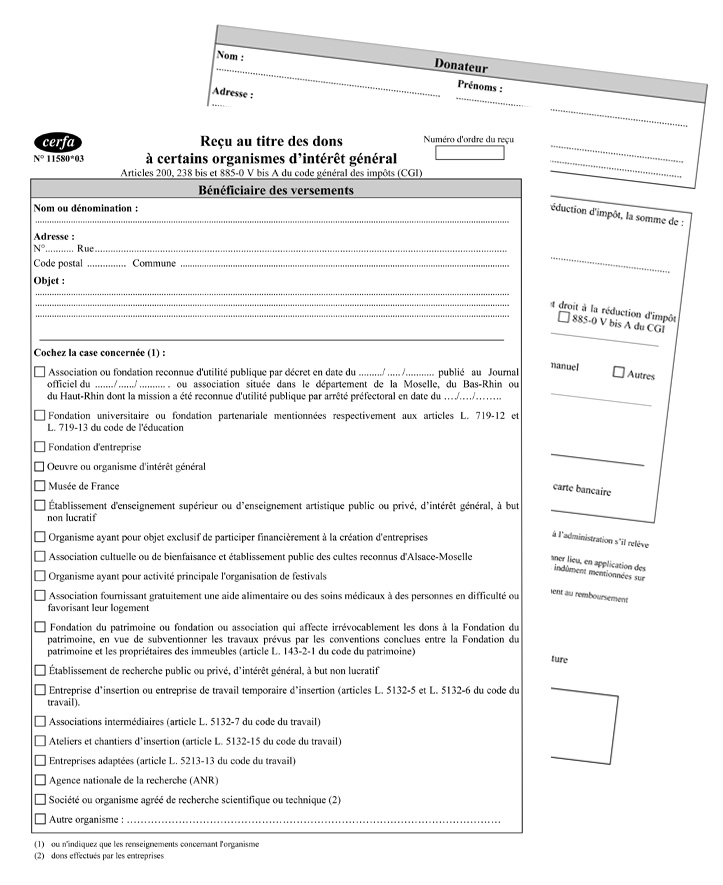 Donateur
Nom :
Prénoms :
Adresse :
cerfa
N° 11580*03
Reçu au titre des dons
à certains organismes d'intérêt général
Articles 200, 238 bis et 885-0 V bis A du code général des impôts (CGI)
Numéro d'ordre du reçu
Bénéficiaire des versements
Nom ou dénomination :
Adresse :
N°........... Rue
Code postal ............... Commune
Objet :
Cochez la case concernée (1) :
Association ou fondation reconnue d'utilité publique par décret en date du ........./ ..... /........... publié au Journal
officiel du ......./....../ .......... . ou association située dans le département de la Moselle, du Bas-Rhin ou
du Haut-Rhin dont la mission a été reconnue d'utilité publique par arrêté préfectoral en date du …./…./……..
Fondation universitaire ou fondation partenariale mentionnées respectivement aux articles L. 719-12 et
L. 719-13 du code de l'éducation
Fondation d'entreprise
Oeuvre ou organisme d'intérêt général
Musée de France
Établissement d'enseignement supérieur ou d'enseignement artistique public ou privé, d'intérêt général, à but
non lucratif
Organisme ayant pour objet exclusif de participer financièrement à la création d'entreprises
Association cultuelle ou de bienfaisance et établissement public des cultes reconnus d'Alsace-Moselle
Organisme ayant pour activité principale l'organisation de festivals
Association fournissant gratuitement une aide alimentaire ou des soins médicaux à des personnes en difficulté ou
favorisant leur logement
Fondation du patrimoine ou fondation ou association qui affecte irrévocablement les dons à la Fondation du
patrimoine, en vue de subventionner les travaux prévus par les conventions conclues entre la Fondation du
patrimoine et les propriétaires des immeubles (article L. 143-2-1 du code du patrimoine)
Établissement de recherche public ou privé, d'intérêt général, à but non lucratif
Entreprise d'insertion ou entreprise de travail temporaire d'insertion (articles L. 5132-5 et L. 5132-6 du code du
travail).
Associations intermédiaires (article L. 5132-7 du code du travail)
Ateliers et chantiers d'insertion (article L. 5132-15 du code du travail)
Entreprises adaptées (article L. 5213-13 du code du travail)
Agence nationale de la recherche (ANR)
Société ou organisme agréé de recherche scientifique ou technique (2)
Autre organisme :
(1) ou n'indiquez que les renseignements concernant l'organisme
(2) dons effectués par les entreprises
réduction d'impôt, la somme de :
t droit à la réduction d'impôt
885-0 V bis A du CGI
manuel
Autres
carte bancaire
à l'administration s'il relève
nner lieu, en application des
indûment mentionnées sur
ent au remboursement
ture